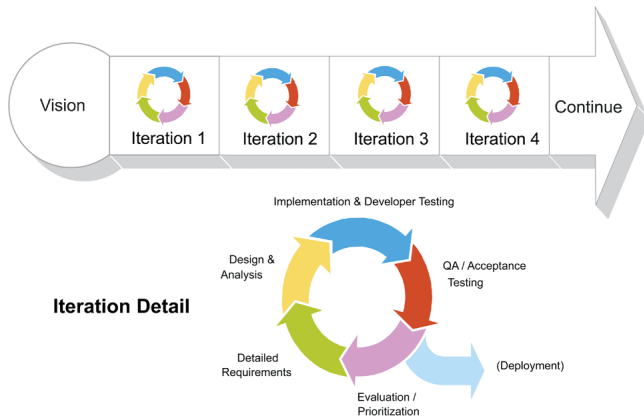 Vision
Iteration 1
Iteration 2
Iteration 3
Iteration 4
Continue
Implementation & Developer Testing
Design &
Analysis
QA / Acceptance
Testing
Iteration Detail
Detailed
Requirements
(Deployment)
Evaluation /
Prioritization